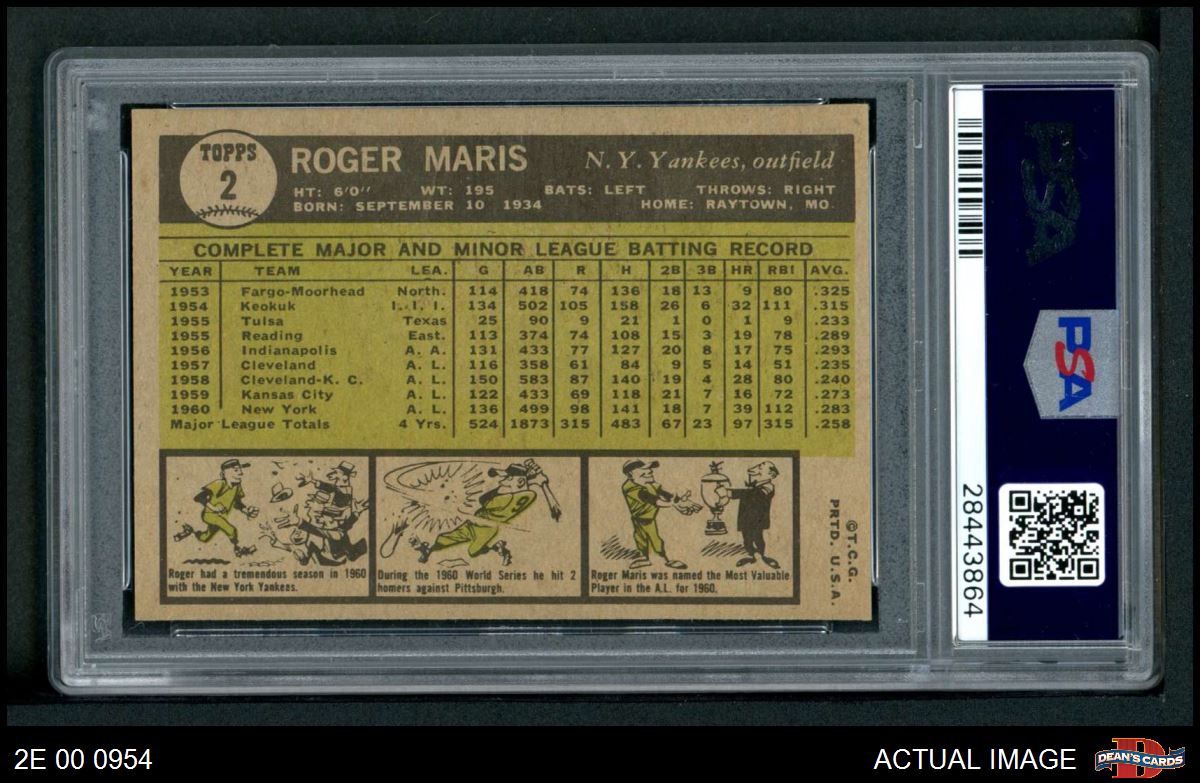 TOPPS
2
ROGER MARIS N. Y. Yankees, outfield
HT: 6'0" WT: 195 BATS: LEFT THROWS: RIGHT
BORN: SEPTEMBER 10 1934 HOME: RAYTOWN, MO.
COMPLETE MAJOR AND MINOR LEAGUE BATTING RECORD
YEAR TEAM LEA. G AB R H 2B 3B HR RBI AVG.
1953 Fargo-Moorhead North. 114 418 74 136 18 13 9 80 .325
1954 Keokuk I. I. I. 134 502 105 158 26 6 32 111 .315
1955 Tulsa Texas 25 90 9 21 1 0 1 9 .233
1955 Reading East. 113 374 74 108 15 3 19 78 .289
1956 Indianapolis A. A. 131 433 77 127 20 8 17 75 .293
1957 Cleveland A. L. 116 358 61 84 9 5 14 51 .235
1958 Cleveland-K. C. A. L. 150 583 87 140 19 4 28 80 .240
1959 Kansas City A. L. 122 433 69 118 21 7 16 72 .273
1960 New York A. L. 136 499 98 141 18 7 39 112 .283
Major League Totals 4 Yrs. 524 1873 315 483 67 23 97 315 .258
Roger had a tremendous season in 1960
with the New York Yankees.
During the 1960 World Series he hit 2
homers against Pittsburgh.
Roger Maris was named the Most Valuable
Player in the A.L. for 1960.
©T.C.G.
PRTD. U.S.A.
PSA
PSA
28443864
2E 00 0954
ACTUAL IMAGE
D
DEAN'S CARDS